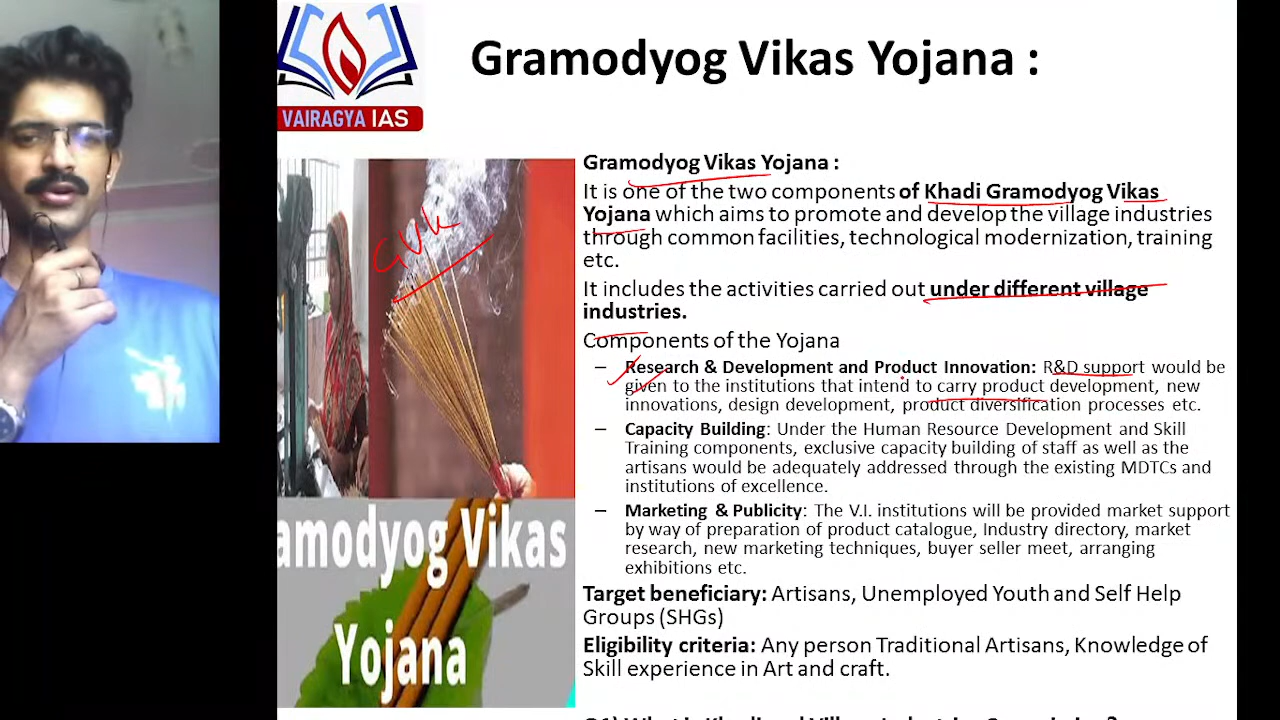 Gramodyog Vikas Yojana :
VAIRAGYA IAS
Gramodyog Vikas Yojana :
It is one of the two components of Khadi Gramodyog Vikas
Yojana which aims to promote and develop the village industries
through common facilities, technological modernization, training
etc.
It includes the activities carried out under different village
industries.
Components of the Yojana
– Research & Development and Product Innovation: R&D support would be
given to the institutions that intend to carry product development, new
innovations, design development, product diversification processes etc.
– Capacity Building: Under the Human Resource Development and Skill
Training components, exclusive capacity building of staff as well as the
artisans would be adequately addressed through the existing MDTCs and
institutions of excellence.
– Marketing & Publicity: The V.I. institutions will be provided market support
by way of preparation of product catalogue, Industry directory, market
research, new marketing techniques, buyer seller meet, arranging
exhibitions etc.
Target beneficiary: Artisans, Unemployed Youth and Self Help
Groups (SHGs)
Eligibility criteria: Any person Traditional Artisans, Knowledge of
Skill experience in Art and craft.
GVK
amodyog Vikas
Yojana